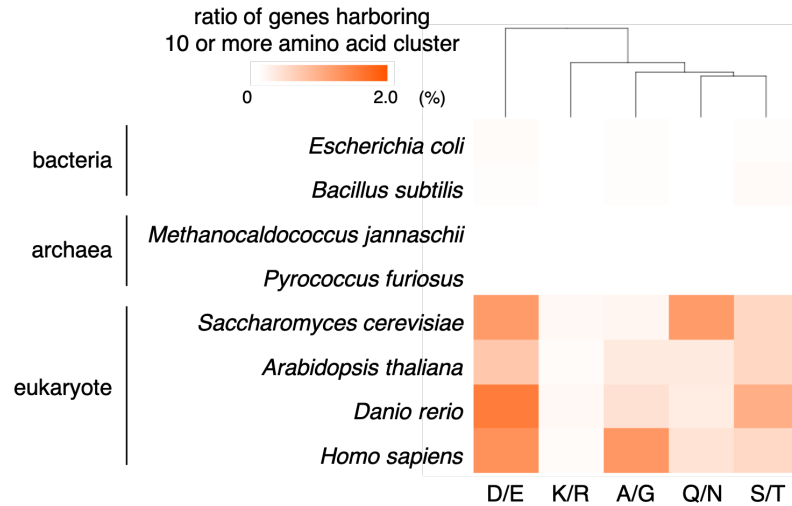 ratio of genes harboring
10 or more amino acid cluster
0 2.0 (%)
bacteria
Escherichia coli
Bacillus subtilis
archaea
Methanocaldococcus jannaschii
Pyrococcus furiosus
eukaryote
Saccharomyces cerevisiae
Arabidopsis thaliana
Danio rerio
Homo sapiens
D/E K/R A/G Q/N S/T